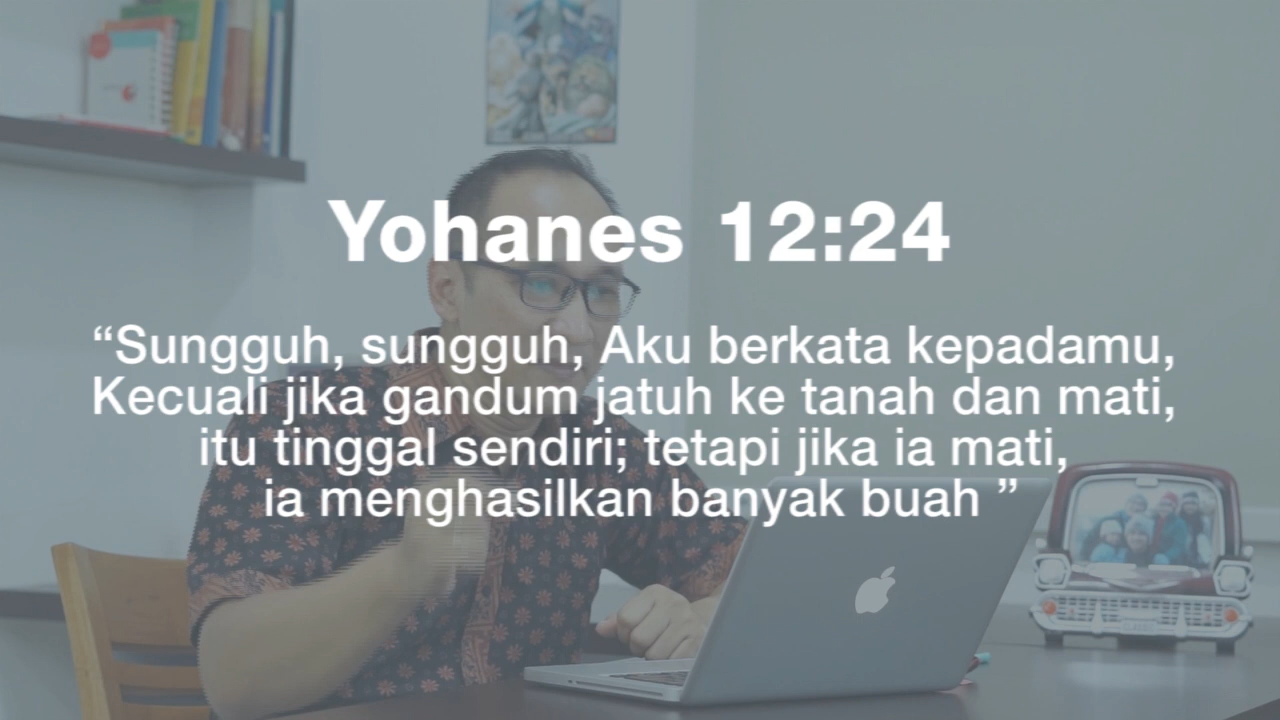 Yohanes 12:24
“Sungguh, sungguh, Aku berkata kepadamu,
Kecuali jika gandum jatuh ke tanah dan mati,
itu tinggal sendiri; tetapi jika ia mati,
ia menghasilkan banyak buah ”